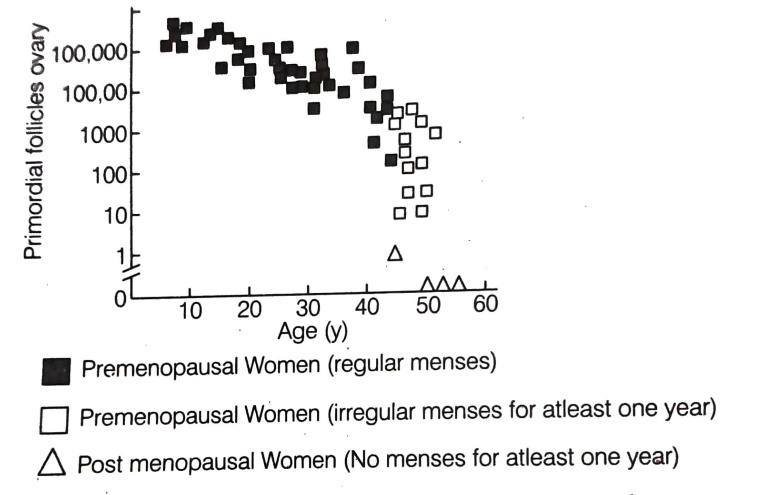 Primordial follicles ovary
100,000
100,00
1000
100
10
1
0
10 20 30 40 50 60
Age (y)
Premenopausal Women (regular menses)
Premenopausal Women (irregular menses for atleast one year)
Post menopausal Women (No menses for atleast one year)